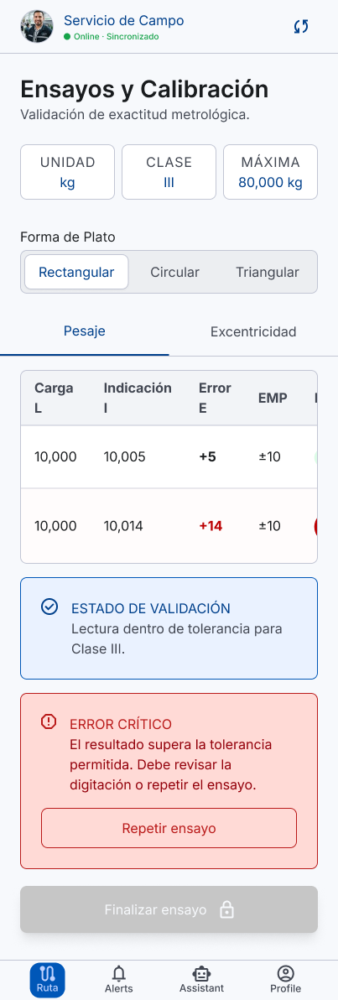 Servicio de Campo
Online · Sincronizado
Ensayos y Calibración
Validación de exactitud metrológica.
UNIDAD
kg
CLASE
III
MÁXIMA
80,000 kg
Forma de Plato
Rectangular Circular Triangular
Pesaje Excentricidad
Carga L Indicación I Error E EMP
10,000 10,005 +5 ±10
10,000 10,014 +14 ±10
ESTADO DE VALIDACIÓN
Lectura dentro de tolerancia para
Clase III.
ERROR CRÍTICO
El resultado supera la tolerancia
permitida. Debe revisar la
digitación o repetir el ensayo.
Repetir ensayo
Finalizar ensayo
Ruta Alerts Assistant Profile